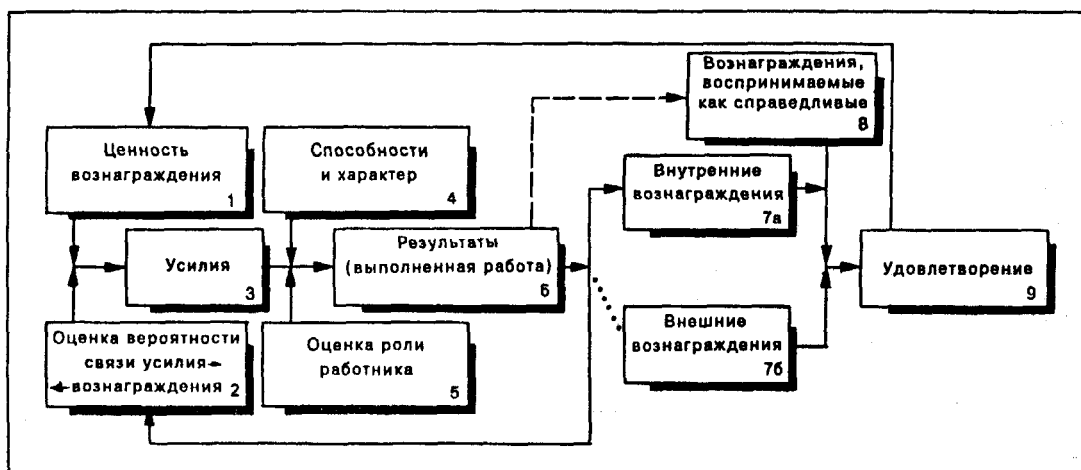 Ценность
вознаграждения
1
Способности
и характер
4
Вознаграждения,
воспринимаемые
как справедливые
8
Внутренние
вознаграждения
7а
Усилия
3
Результаты
(выполненная работа)
6
Удовлетворение
9
Оценка вероятности
связи усилия-
вознаграждения
2
Оценка роли
работника
5
Внешние
вознаграждения
7б